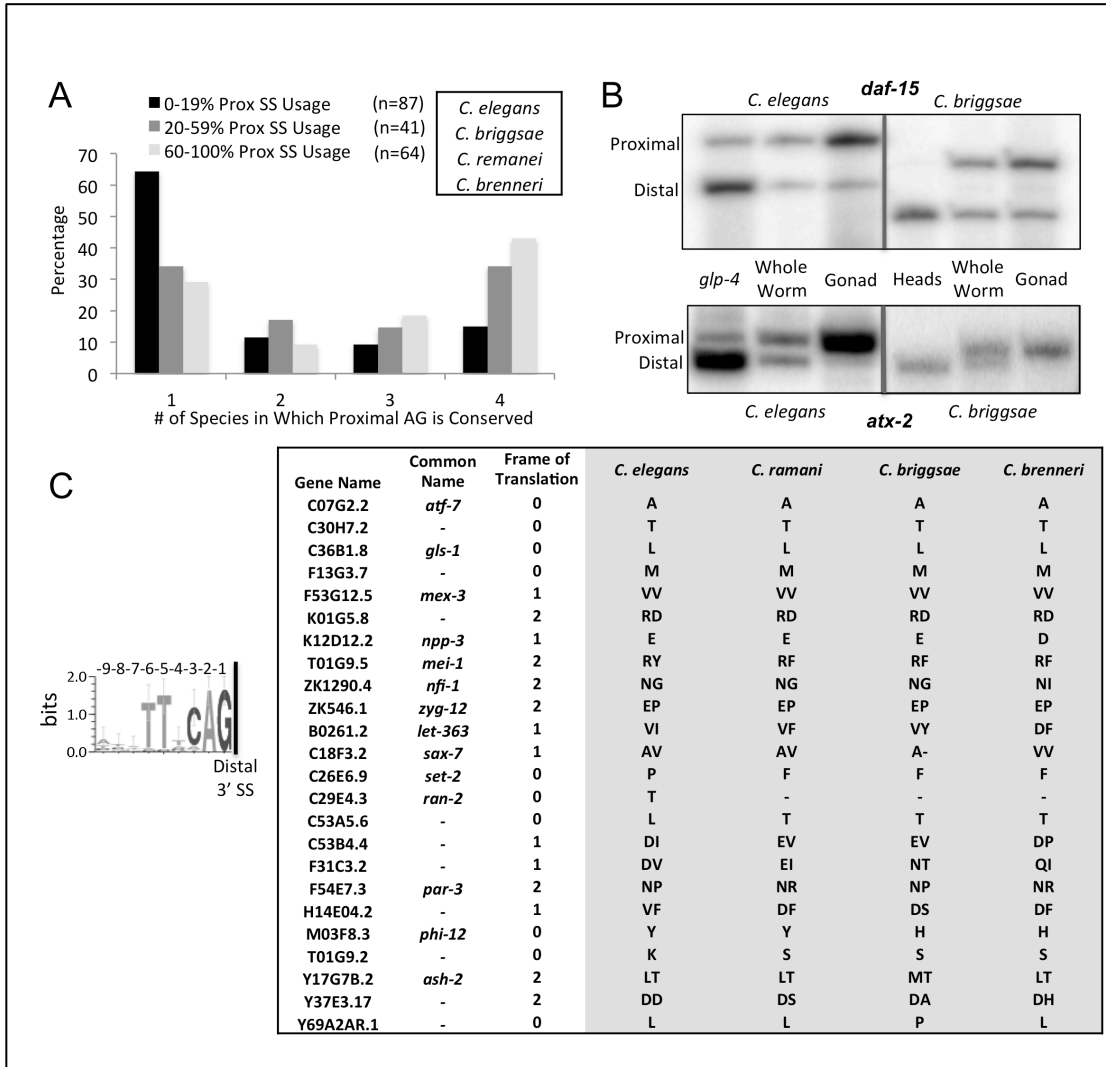 A
0-19% Prox SS Usage (n=87)
20-59% Prox SS Usage (n=41)
60-100% Prox SS Usage (n=64)
C. elegans
C. briggsae
C. remanei
C. brenneri
70
60
50
40
30
20
10
0
Percentage
1 2 3 4
# of Species in Which Proximal AG is Conserved
B
daf-15
C. elegans C. briggsae
Proximal
Distal
glp-4 Whole Worm Gonad Heads Whole Worm Gonad
Proximal
Distal
C. elegans C. briggsae
atx-2
C
-9-8-7-6-5-4-3-2-1
2.0
1.0
0.0
bits
TT CAG
Distal
3' SS
Gene Name Common Name Frame of Translation C. elegans C. ramani C. briggsae C. brenneri
C07G2.2 atf-7 0 A A A A
C30H7.2 - 0 T T T T
C36B1.8 gls-1 0 L L L L
F13G3.7 - 0 M M M M
F53G12.5 mex-3 1 VV VV VV VV
K01G5.8 - 2 RD RD RD RD
K12D12.2 npp-3 1 E E E D
T01G9.5 mei-1 2 RY RF RF RF
ZK1290.4 nfi-1 2 NG NG NG NI
ZK546.1 zyg-12 2 EP EP EP EP
B0261.2 let-363 1 VI VF VY DF
C18F3.2 sax-7 1 AV AV A- VV
C26E6.9 set-2 0 P F F F
C29E4.3 ran-2 0 T - - -
C53A5.6 - 0 L T T T
C53B4.4 - 1 DI EV EV DP
F31C3.2 - 1 DV EI NT QI
F54E7.3 par-3 2 NP NR NP NR
H14E04.2 - 1 VF DF DS DF
M03F8.3 phi-12 0 Y Y H H
T01G9.2 - 0 K S S S
Y17G7B.2 ash-2 2 LT LT MT LT
Y37E3.17 - 2 DD DS DA DH
Y69A2AR.1 - 0 L L P L